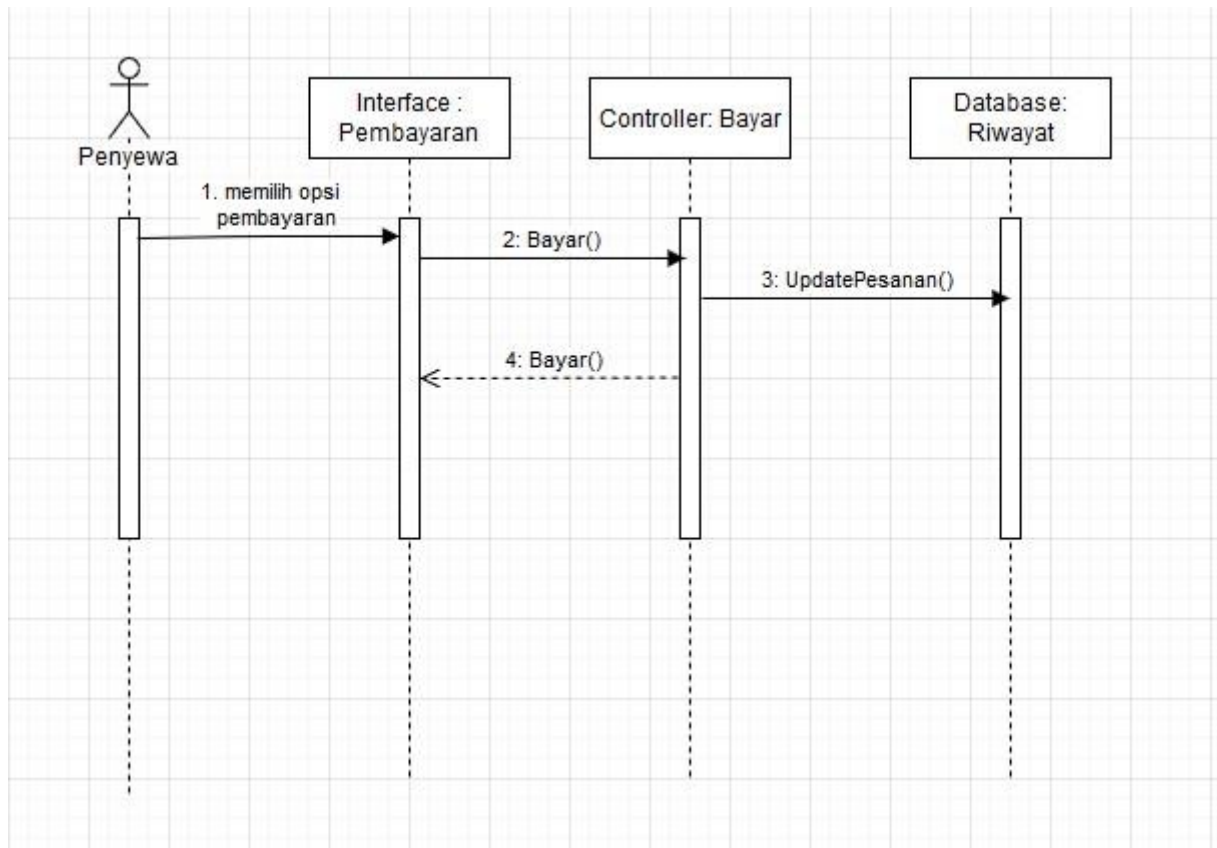 Penyewa
Interface :
Pembayaran
Controller: Bayar
Database:
Riwayat
1. memilih opsi
pembayaran
2: Bayar()
3: UpdatePesanan()
4: Bayar()